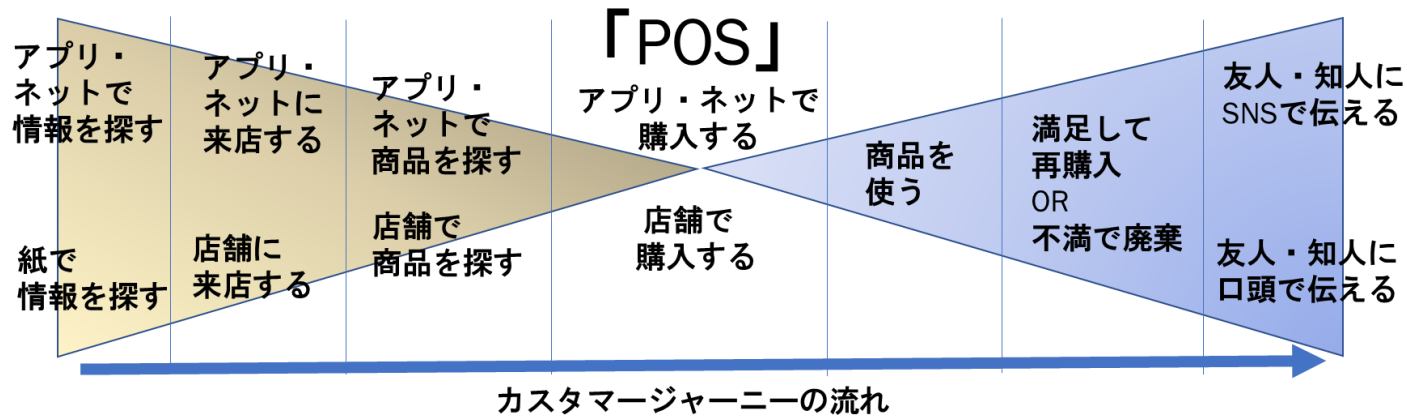 「POS」
アプリ・
ネットで
情報を探す
紙で
情報を探す
アプリ・
ネットに
来店する
店舗に
来店する
アプリ・
ネットで
商品を探す
店舗で
商品を探す
アプリ・ネットで
購入する
店舗で
購入する
商品を
使う
満足して
再購入
OR
不満で廃棄
友人・知人に
SNSで伝える
友人・知人に
口頭で伝える
カスタマージャーニーの流れ